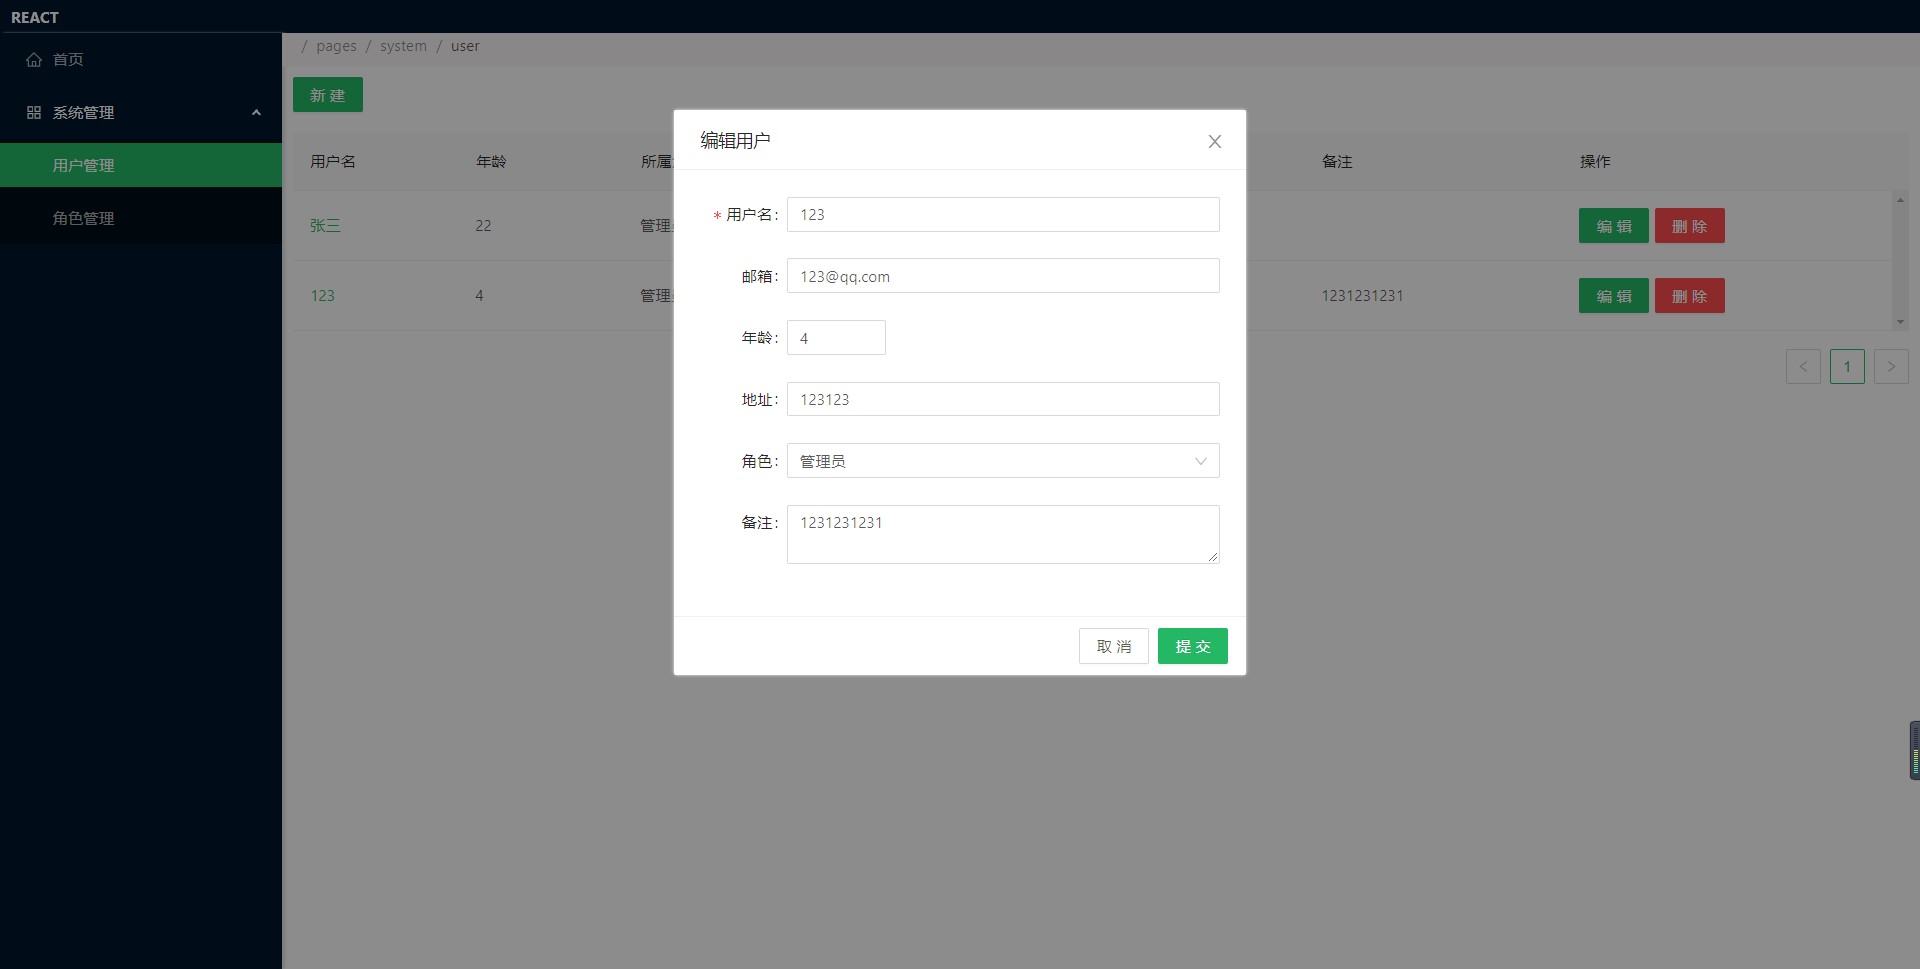 REACT
首页
系统管理
用户管理
角色管理
/ pages / system / user
新 建
用户名 年龄 所属 备注 操作
张三 22 管理 编 辑 删 除
123 4 管理 1231231231 编 辑 删 除
< 1 >
编辑用户
* 用户名: 123
邮箱: 123@qq.com
年龄: 4
地址: 123123
角色: 管理员
备注: 1231231231
取 消 提 交